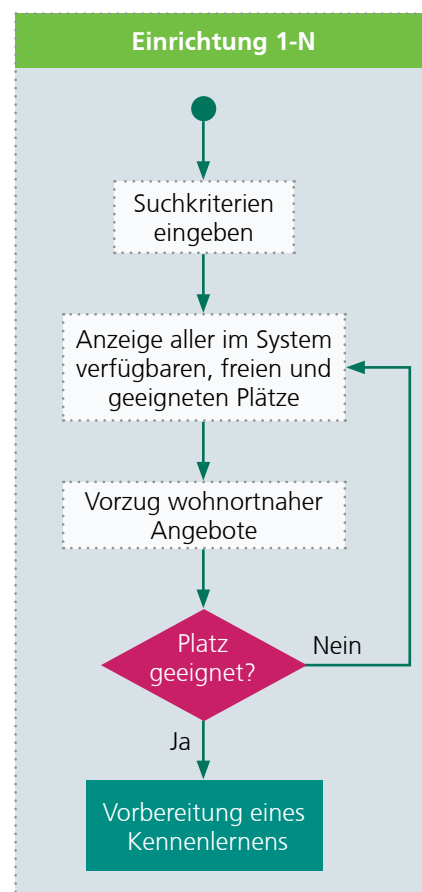 Einrichtung 1-N
Suchkriterien
eingeben
Anzeige aller im System
verfügbaren, freien und
geeigneten Plätze
Vorzug wohnortnaher
Angebote
Platz
geeignet?
Nein
Ja
Vorbereitung eines
Kennenlernens